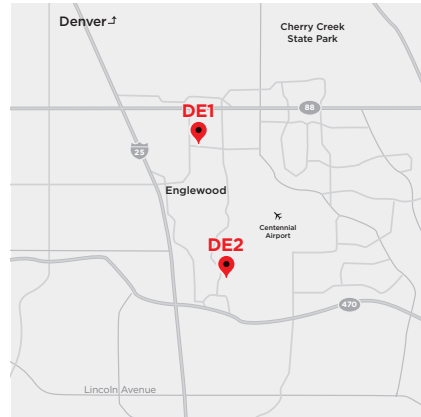 Denver
Cherry Creek
State Park
88
DE1
25
Englewood
Centennial
Airport
DE2
470
Lincoln Avenue